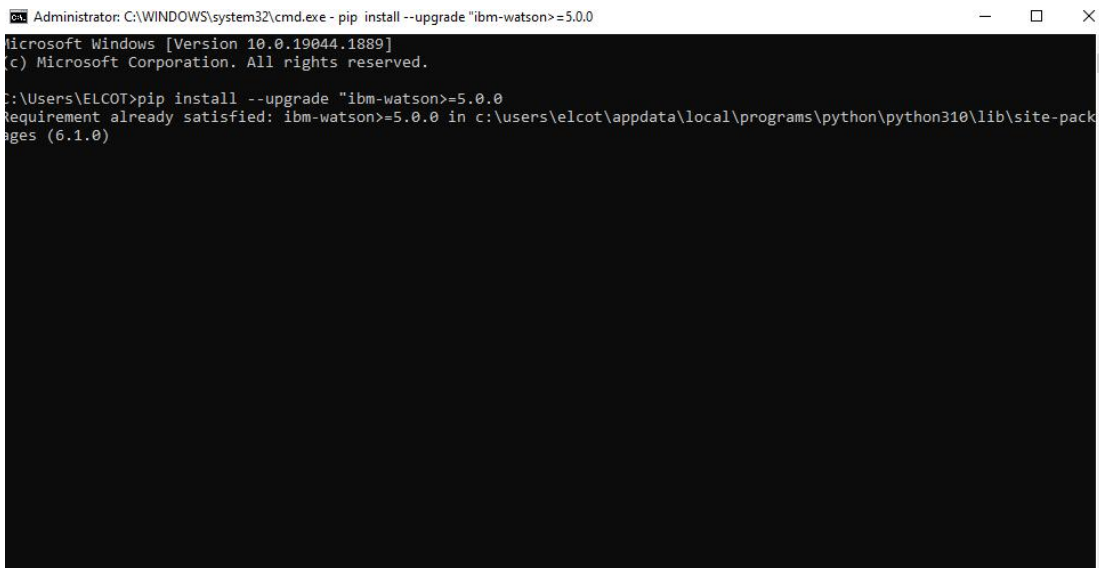 Administrator: C:\WINDOWS\system32\cmd.exe - pip install --upgrade "ibm-watson>=5.0.0
Microsoft Windows [Version 10.0.19044.1889]
(c) Microsoft Corporation. All rights reserved.
C:\Users\ELCOT>pip install --upgrade "ibm-watson>=5.0.0
Requirement already satisfied: ibm-watson>=5.0.0 in c:\users\elcot\appdata\local\programs\python\python310\lib\site-pack
ages (6.1.0)